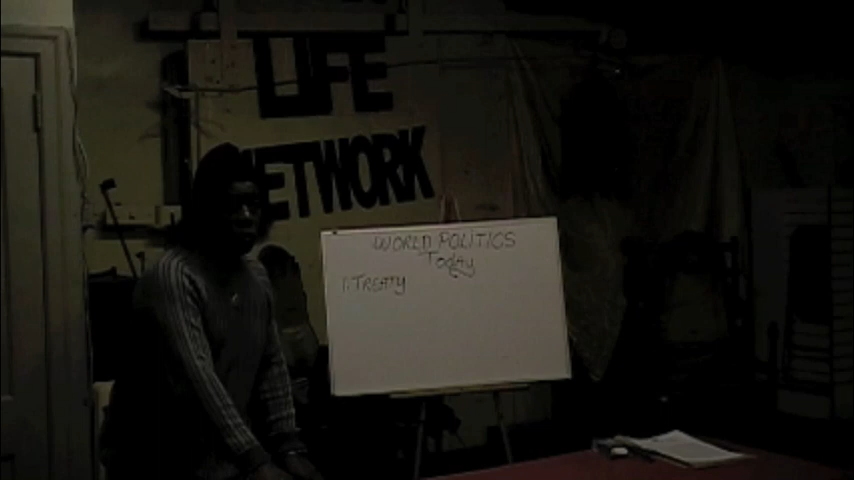 LIFE
NETWORK
WORLD POLITICS
Today
1. TREATY